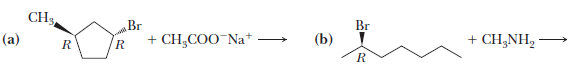 CH₃ Br Br
(a) R R + CH₃COO⁻Na⁺ ⟶ (b) + CH₃NH₂ ⟶
R